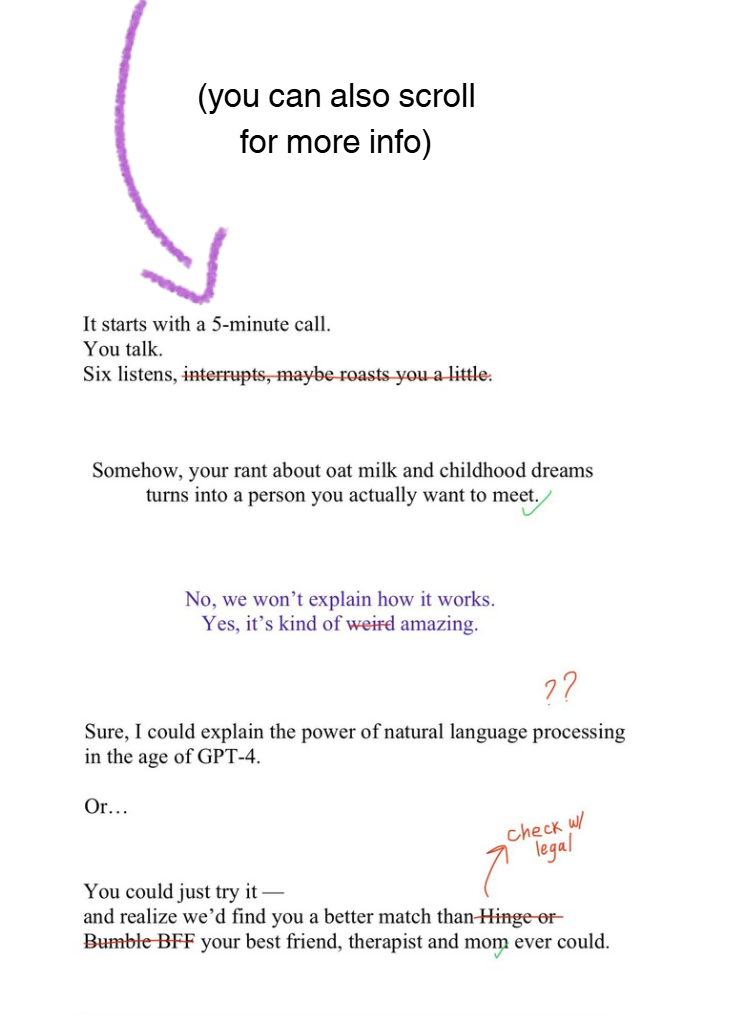 (you can also scroll
for more info)
It starts with a 5-minute call.
You talk.
Six listens, interrupts, maybe roasts you a little.
Somehow, your rant about oat milk and childhood dreams
turns into a person you actually want to meet.
No, we won’t explain how it works.
Yes, it’s kind of weird amazing.
??
Sure, I could explain the power of natural language processing
in the age of GPT-4.
Or…
check w/
legal
You could just try it —
and realize we’d find you a better match than Hinge or
Bumble BFF your best friend, therapist and mom ever could.